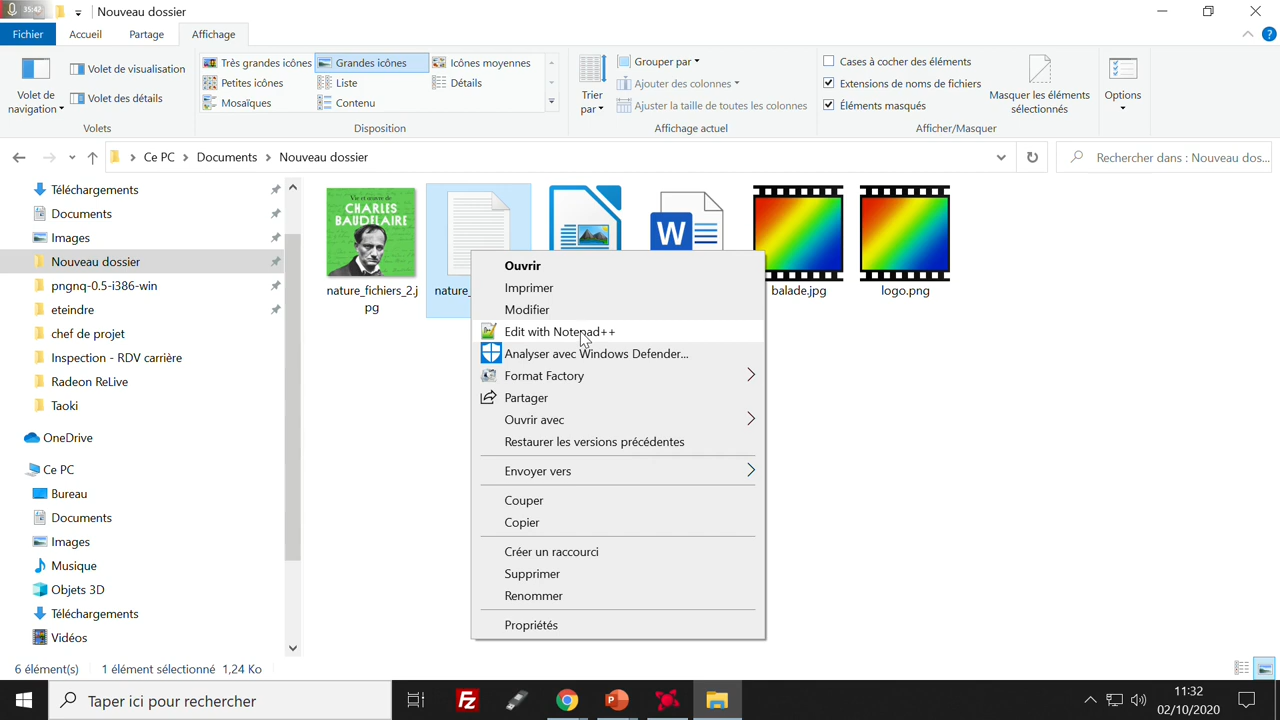 35:42
Nouveau dossier
Fichier
Accueil
Partage
Affichage
Volet de navigation
Volet de visualisation
Volet des détails
Volets
Très grandes icônes
Grandes icônes
Icônes moyennes
Petites icônes
Liste
Détails
Mosaïques
Contenu
Disposition
Trier par
Grouper par
Ajouter des colonnes
Ajuster la taille de toutes les colonnes
Affichage actuel
Cases à cocher des éléments
Extensions de noms de fichiers
Éléments masqués
Masquer les éléments sélectionnés
Afficher/Masquer
Options
Ce PC > Documents > Nouveau dossier
Rechercher dans : Nouveau dos...
Téléchargements
Documents
Images
Nouveau dossier
pngnq-0.5-i386-win
eteindre
chef de projet
Inspection - RDV carrière
Radeon ReLive
Taoki
OneDrive
Ce PC
Bureau
Documents
Images
Musique
Objets 3D
Téléchargements
Vidéos
Vie et œuvre de
CHARLES
BAUDELAIRE
nature_fichiers_2.j
pg
nature_
W
balade.jpg
logo.png
Ouvrir
Imprimer
Modifier
Edit with Notepad++
Analyser avec Windows Defender...
Format Factory
Partager
Ouvrir avec
Restaurer les versions précédentes
Envoyer vers
Couper
Copier
Créer un raccourci
Supprimer
Renommer
Propriétés
6 élément(s)
1 élément sélectionné 1,24 Ko
Taper ici pour rechercher
Fz
P
11:32
02/10/2020